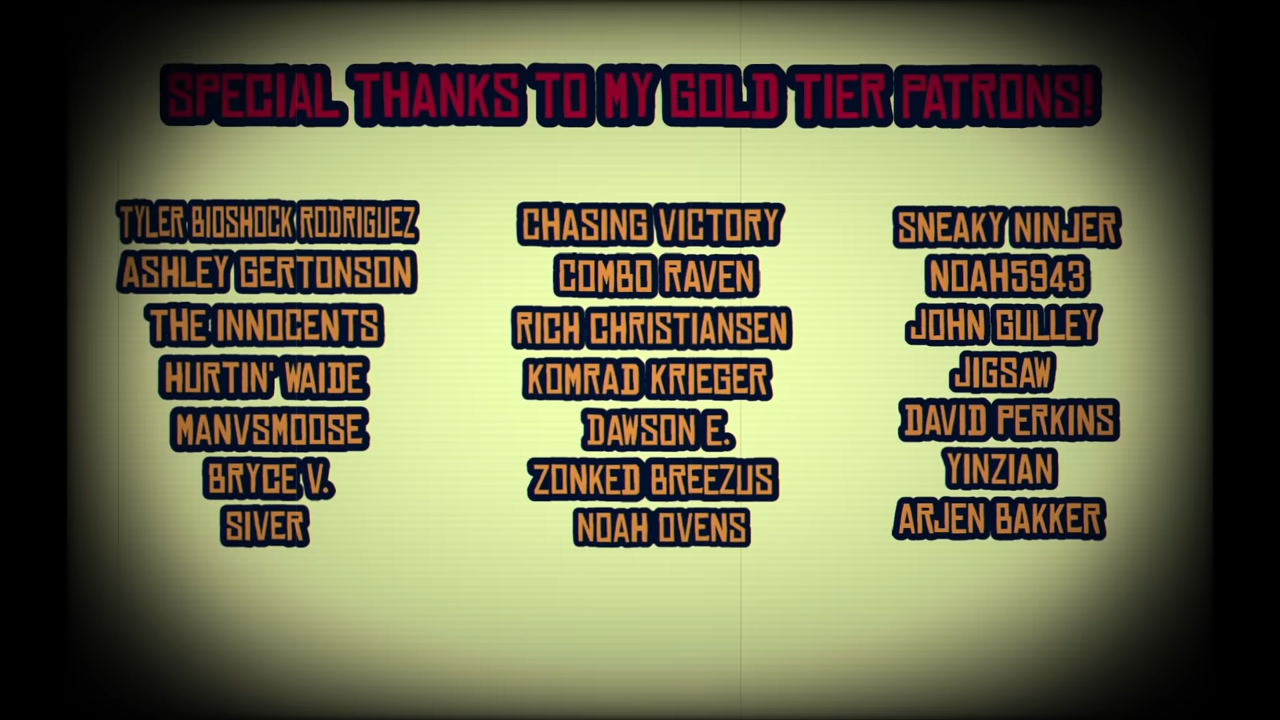 SPECIAL THANKS TO MY GOLD TIER PATRONS!
TYLER BIOSHOCK RODRIGUEZ
ASHLEY GERTONSON
THE INNOCENTS
HURTIN' WAIDE
MANVSMOOSE
BRYCE V.
SIVER
CHASING VICTORY
COMBO RAVEN
RICH CHRISTIANSEN
KOMRAD KRIEGER
DAWSON E.
ZONKED BREEZUS
NOAH OVENS
SNEAKY NINJER
NOAH5943
JOHN GULLEY
JIGSAW
DAVID PERKINS
YINZIAN
ARJEN BAKKER